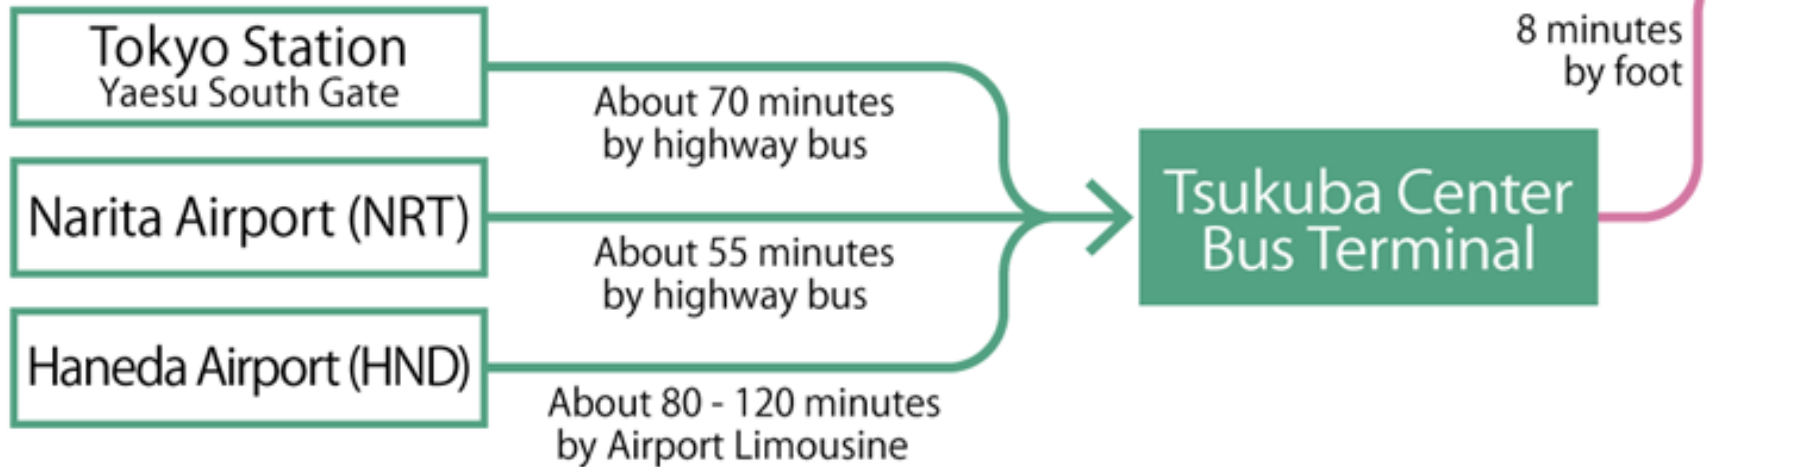 Tokyo Station
Yaesu South Gate
About 70 minutes
by highway bus
Narita Airport (NRT)
About 55 minutes
by highway bus
Haneda Airport (HND)
About 80 - 120 minutes
by Airport Limousine
Tsukuba Center
Bus Terminal
8 minutes
by foot